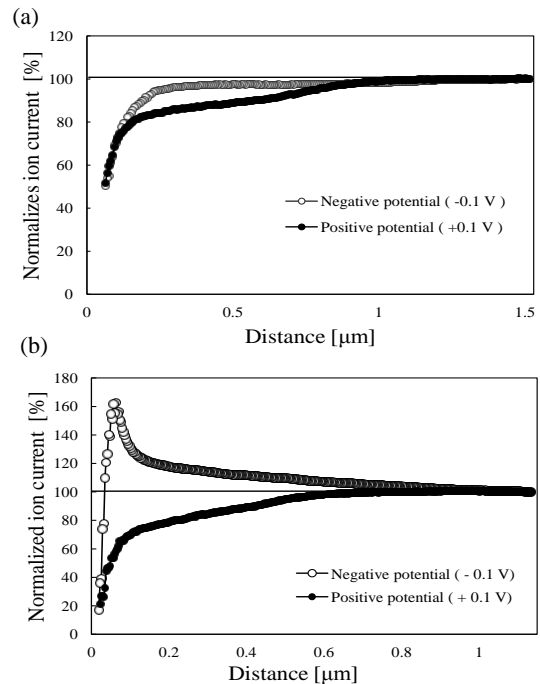 (a)
120
100
80
60
40
20
0
Normalizes ion current [%]
Negative potential ( -0.1 V )
Positive potential ( +0.1 V )
0 0.5 1 1.5
Distance [µm]
(b)
180
160
140
120
100
80
60
40
20
0
Normalized ion current [%]
Negative potential ( - 0.1 V)
Positive potential ( + 0.1 V)
0 0.2 0.4 0.6 0.8 1
Distance [µm]